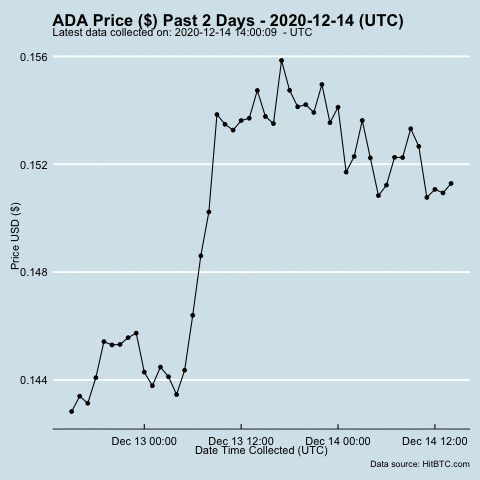 ADA Price ($) Past 2 Days - 2020-12-14 (UTC)
Latest data collected on: 2020-12-14 14:00:09 - UTC
0.156
0.152
0.148
0.144
Price USD ($)
Dec 13 00:00 Dec 13 12:00 Dec 14 00:00 Dec 14 12:00
Date Time Collected (UTC)
Data source: HitBTC.com